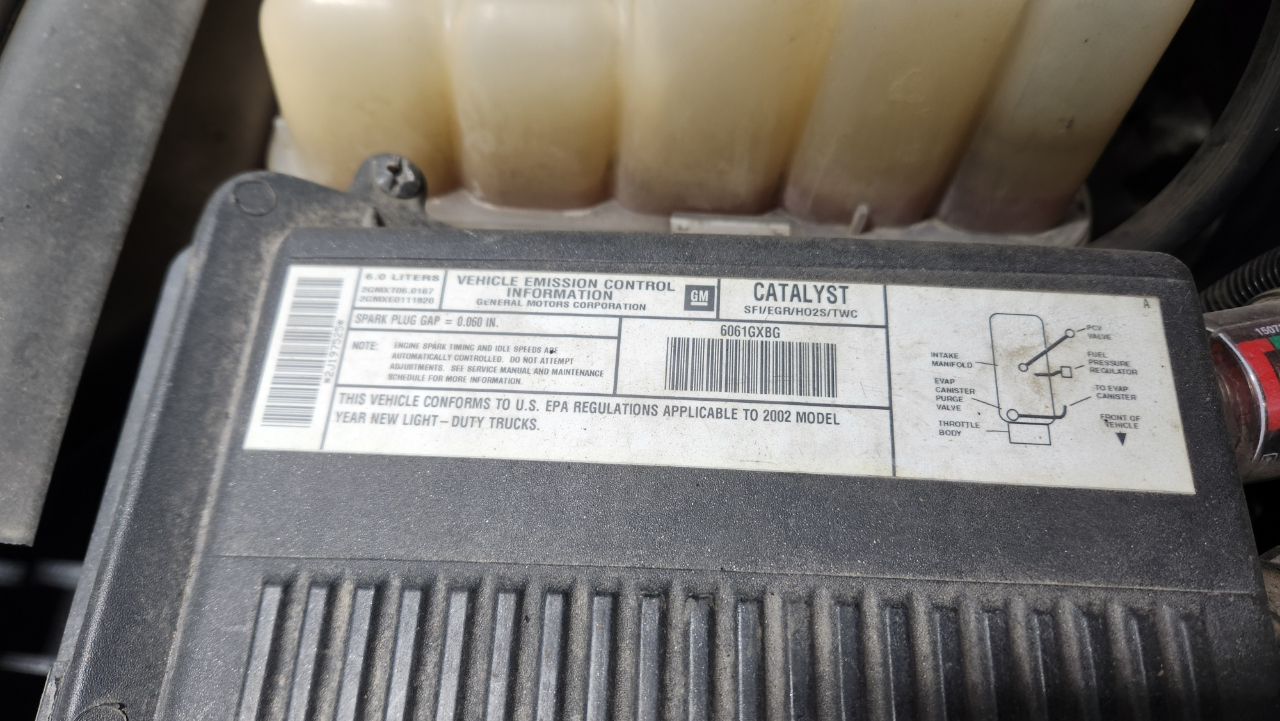 6.0 LITERS
2GMXT06.0187
2GMXE0111920
VEHICLE EMISSION CONTROL
INFORMATION
GENERAL MOTORS CORPORATION
GM
CATALYST
SFI/EGR/HO2S/TWC
SPARK PLUG GAP = 0.060 IN.
NOTE: ENGINE SPARK TIMING AND IDLE SPEEDS ARE
AUTOMATICALLY CONTROLLED. DO NOT ATTEMPT
ADJUSTMENTS. SEE SERVICE MANUAL AND MAINTENANCE
SCHEDULE FOR MORE INFORMATION.
6061GXBG
THIS VEHICLE CONFORMS TO U.S. EPA REGULATIONS APPLICABLE TO 2002 MODEL
YEAR NEW LIGHT-DUTY TRUCKS.
A
PCV
VALVE
INTAKE
MANIFOLD
FUEL
PRESSURE
REGULATOR
EVAP
CANISTER
PURGE
VALVE
TO EVAP
CANISTER
THROTTLE
BODY
FRONT OF
VEHICLE
1507